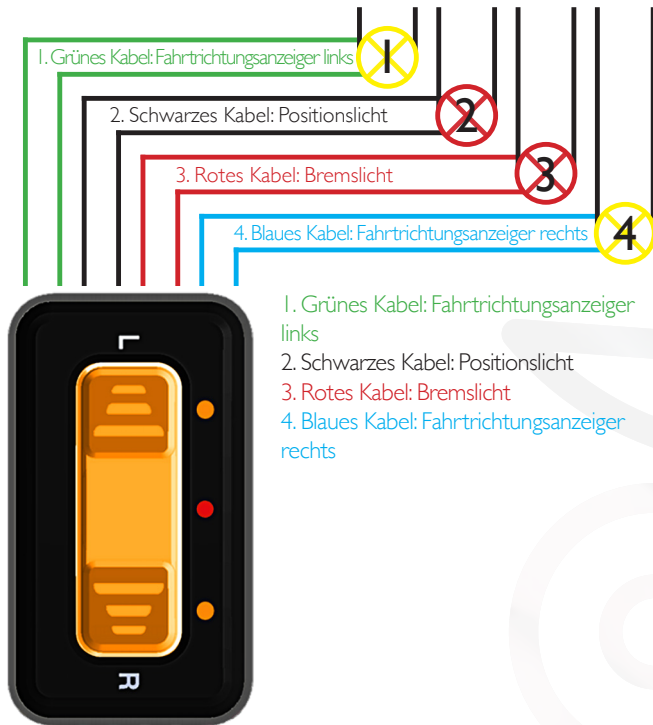 1. Grünes Kabel: Fahrtrichtungsanzeiger links
1
2. Schwarzes Kabel: Positionslicht
2
3. Rotes Kabel: Bremslicht
3
4. Blaues Kabel: Fahrtrichtungsanzeiger rechts
4
1. Grünes Kabel: Fahrtrichtungsanzeiger
links
2. Schwarzes Kabel: Positionslicht
3. Rotes Kabel: Bremslicht
4. Blaues Kabel: Fahrtrichtungsanzeiger
rechts
L
R